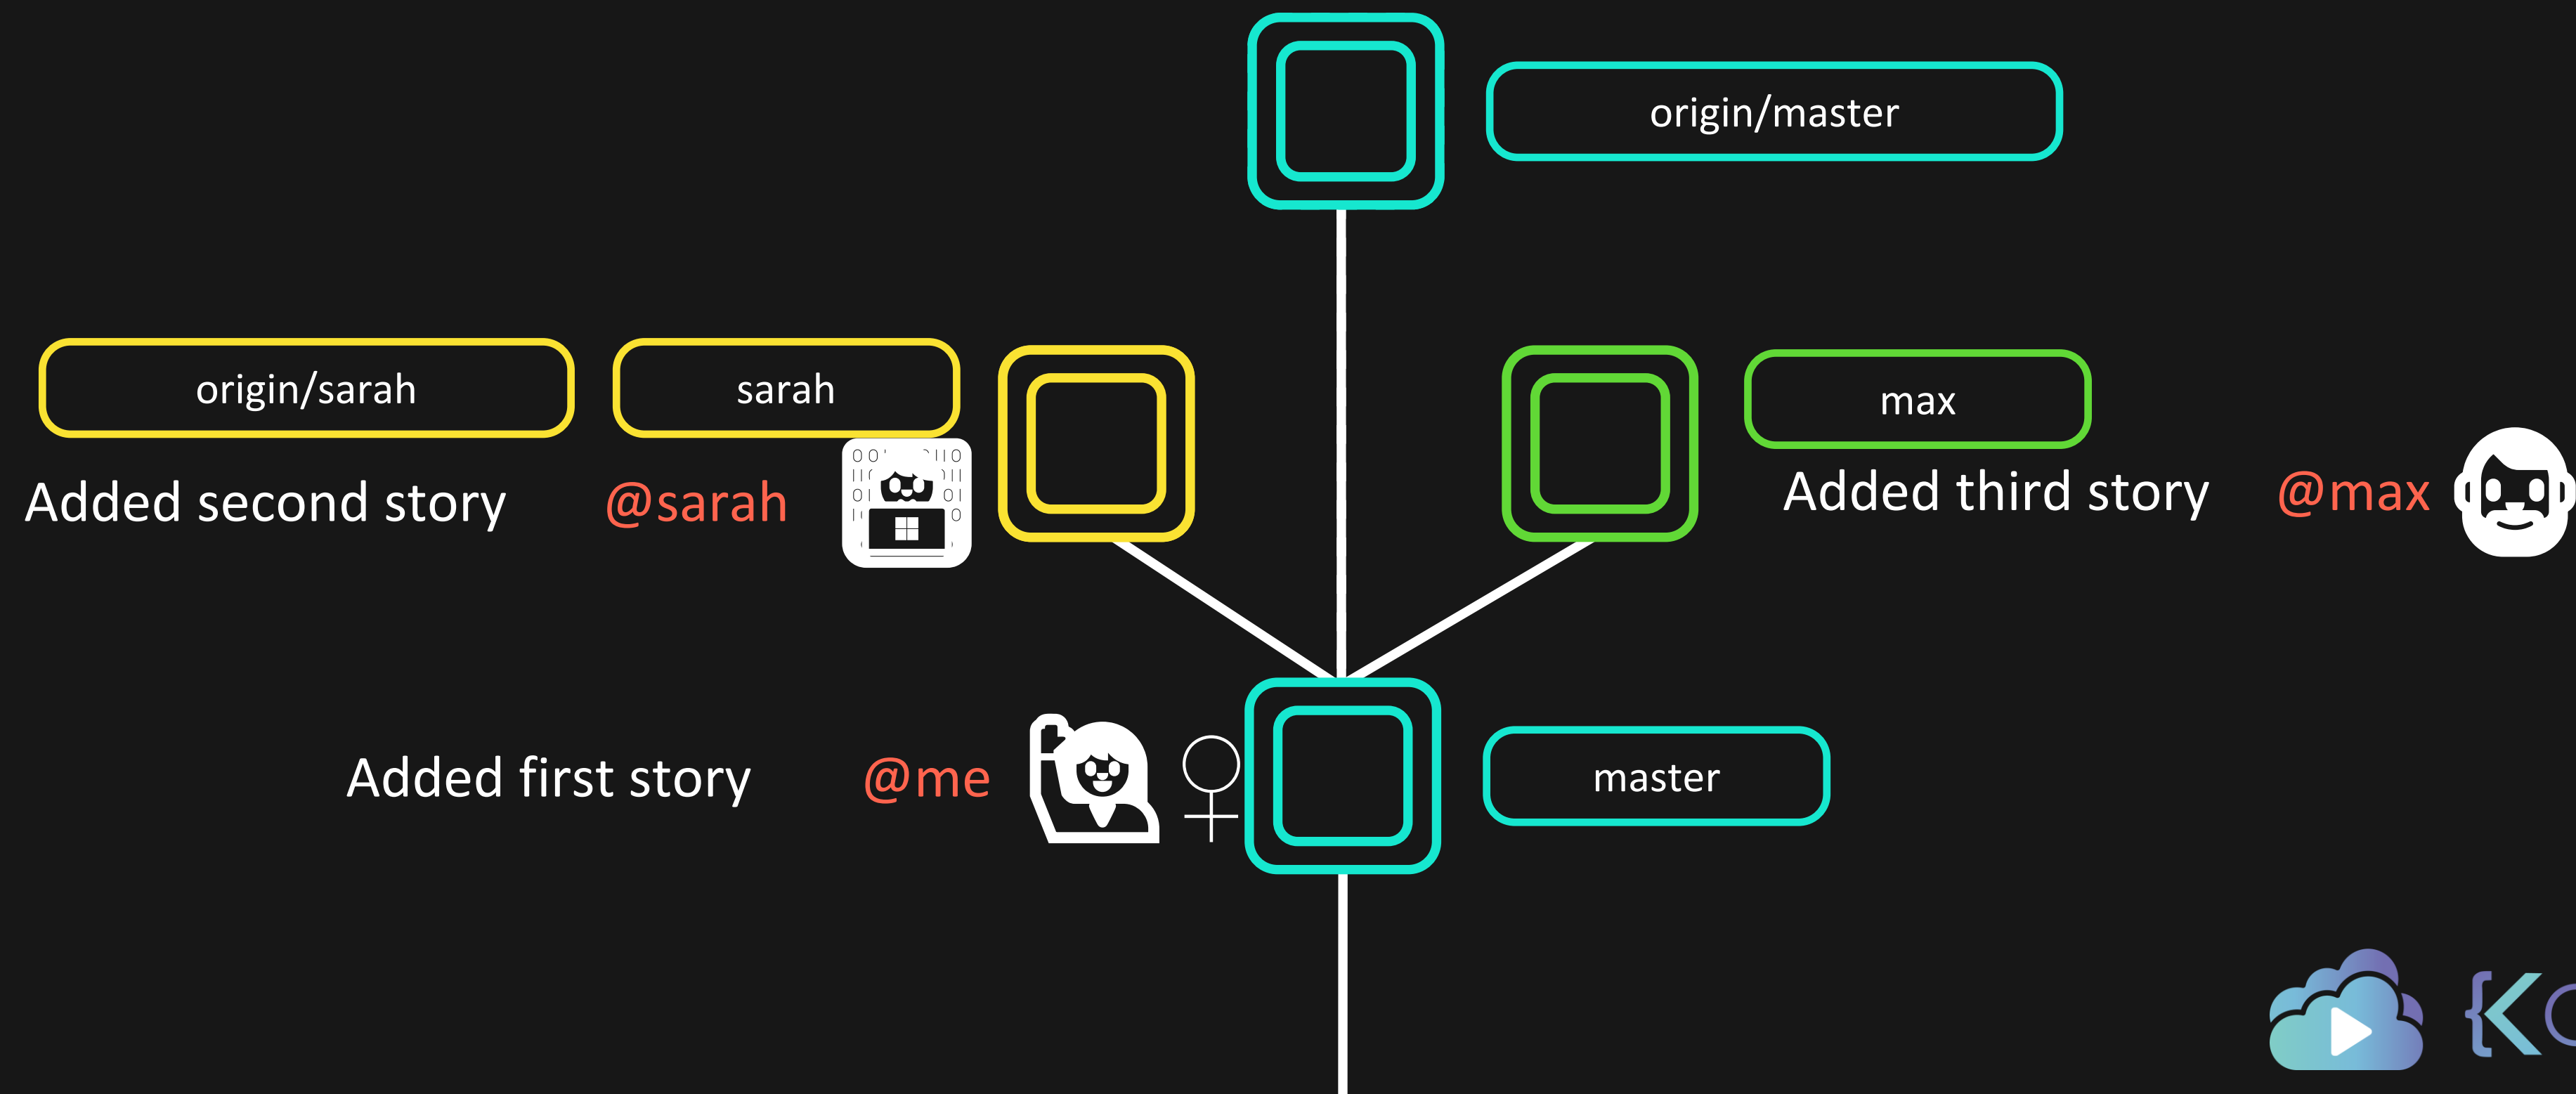 origin/master
origin/sarah
sarah
max
Added second story
@sarah
Added third story
@max
Added first story
@me
master